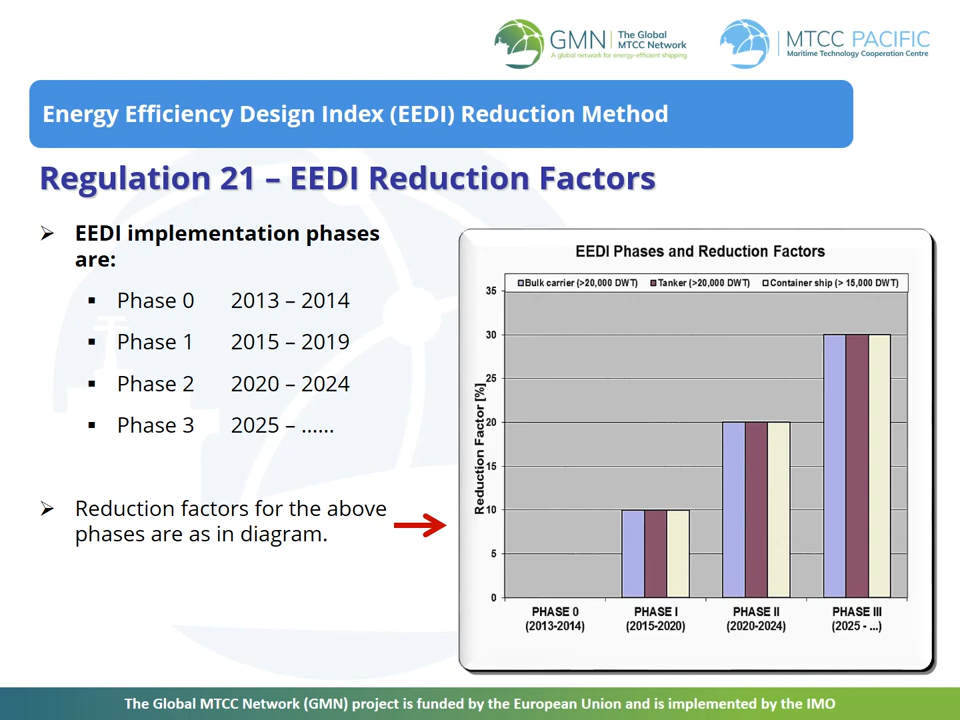 GMN
The Global
MTCC Network
A global network for energy-efficient shipping
MTCC PACIFIC
Maritime Technology Cooperation Centre
Energy Efficiency Design Index (EEDI) Reduction Method
Regulation 21 – EEDI Reduction Factors
EEDI implementation phases
are:
Phase 0 2013 – 2014
Phase 1 2015 – 2019
Phase 2 2020 – 2024
Phase 3 2025 – ......
Reduction factors for the above
phases are as in diagram.
EEDI Phases and Reduction Factors
Bulk carrier (>20,000 DWT) Tanker (>20,000 DWT) Container ship (> 15,000 DWT)
Reduction Factor [%]
35
30
25
20
15
10
5
0
PHASE 0 PHASE I PHASE II PHASE III
(2013-2014) (2015-2020) (2020-2024) (2025 - ...)
The Global MTCC Network (GMN) project is funded by the European Union and is implemented by the IMO